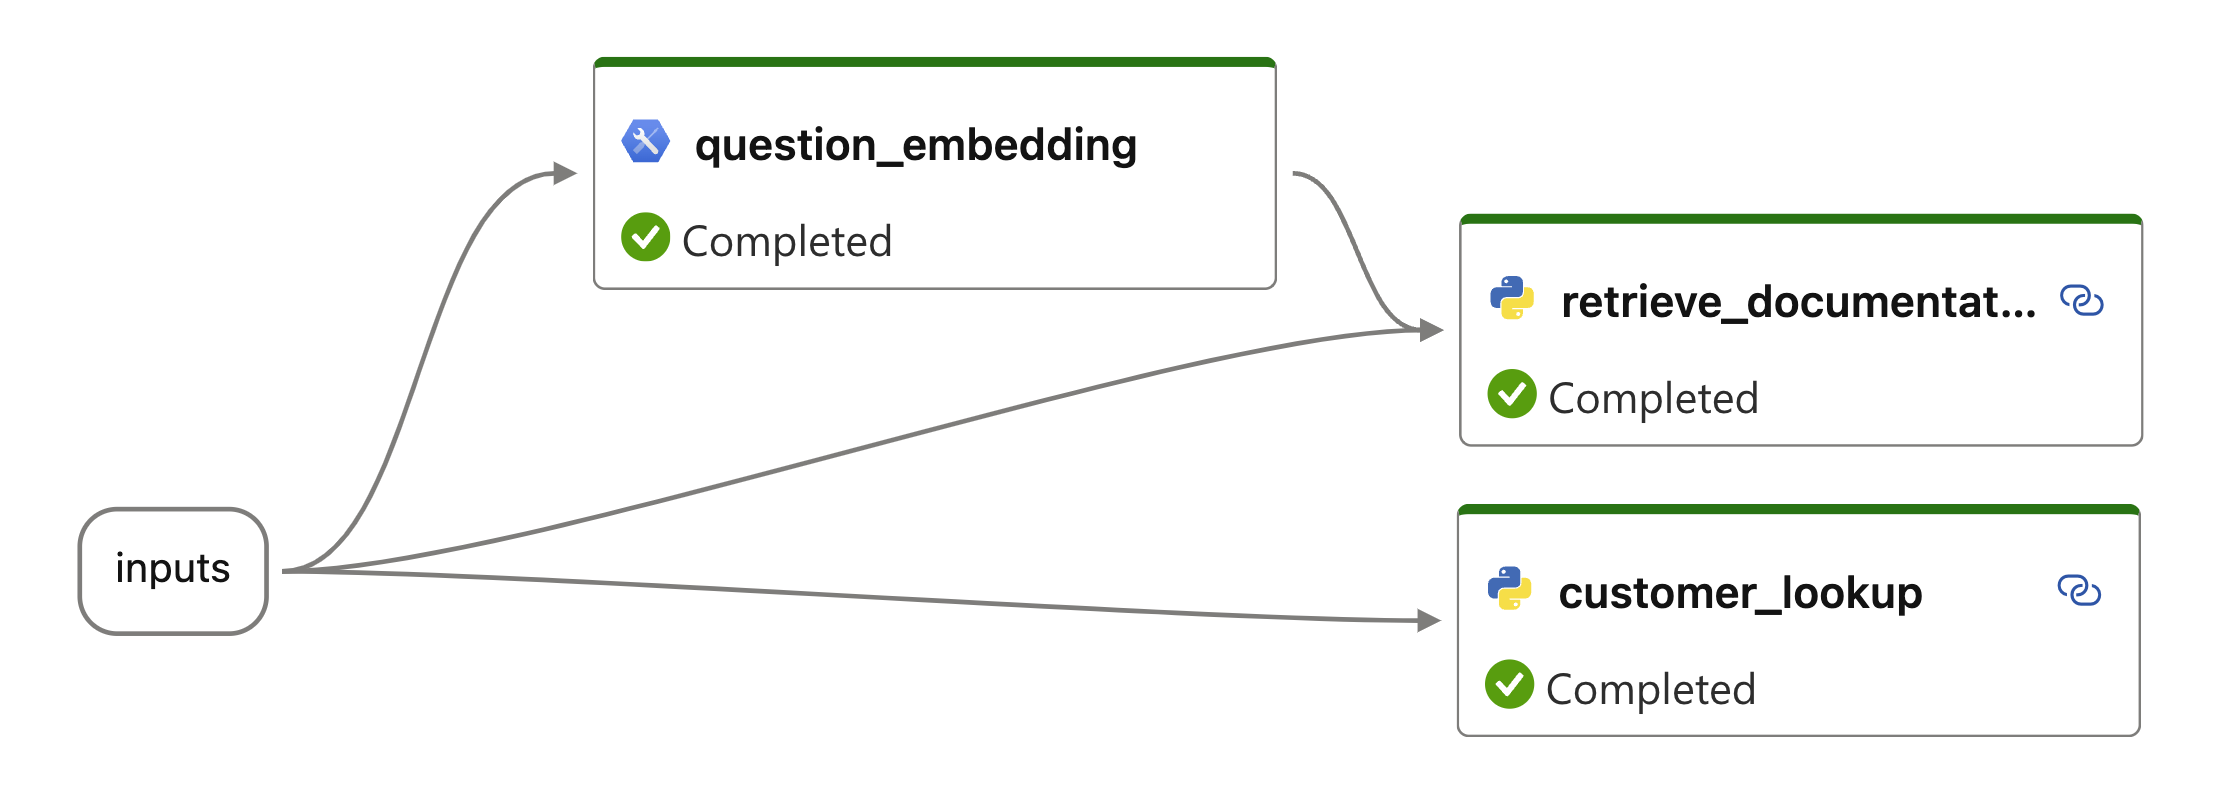 question_embedding
Completed
retrieve_documentat...
Completed
inputs
customer_lookup
Completed